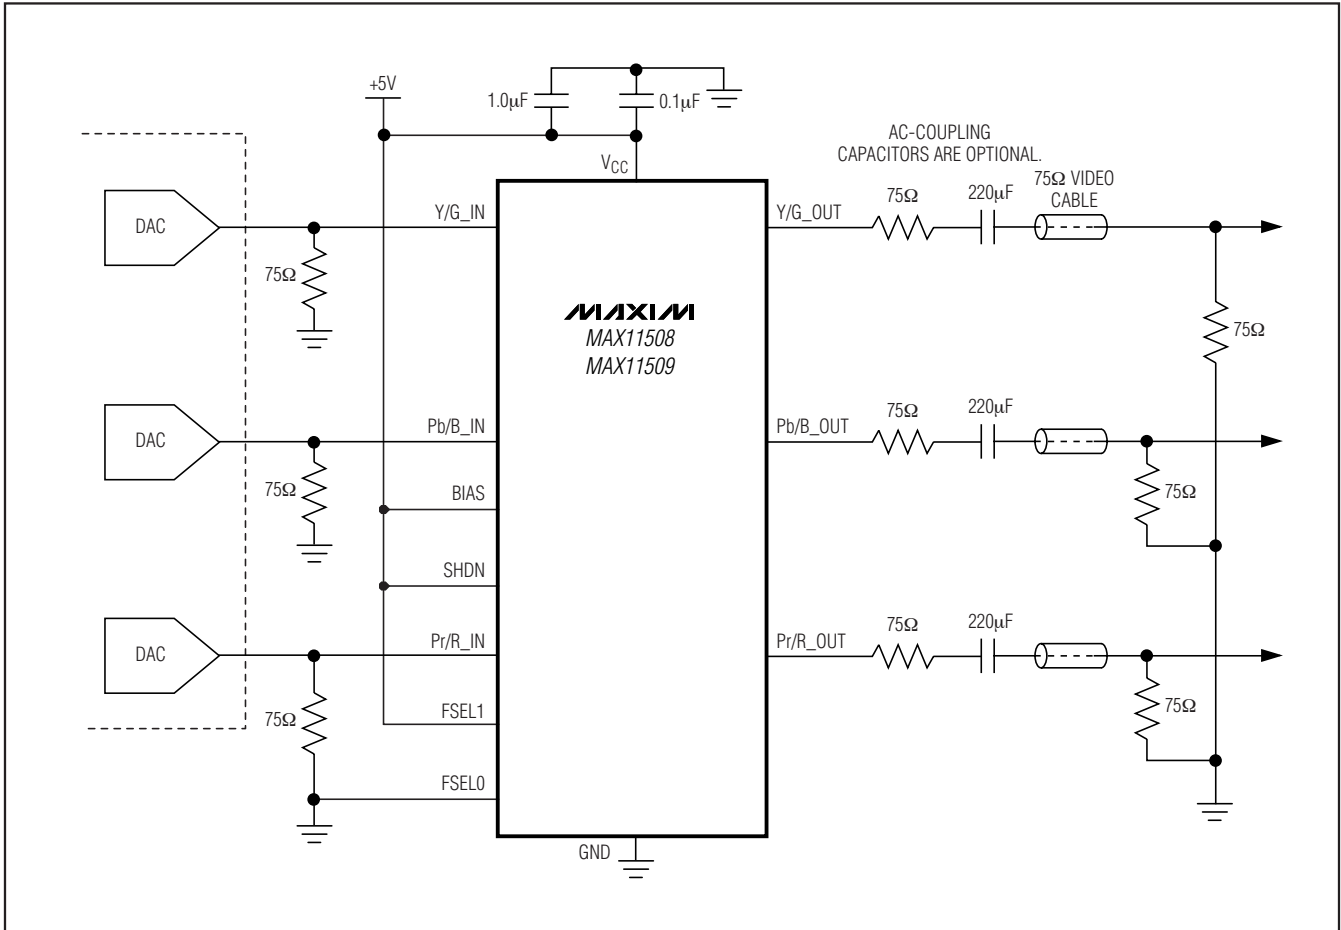 +5V
1.0µF
0.1µF
VCC
AC-COUPLING
CAPACITORS ARE OPTIONAL.
DAC
Y/G_IN
75Ω
Y/G_OUT
75Ω
220µF
75Ω VIDEO
CABLE
75Ω
MAXIM
MAX11508
MAX11509
DAC
Pb/B_IN
75Ω
Pb/B_OUT
75Ω
220µF
75Ω
BIAS
SHDN
DAC
Pr/R_IN
75Ω
Pr/R_OUT
75Ω
220µF
75Ω
FSEL1
FSEL0
GND